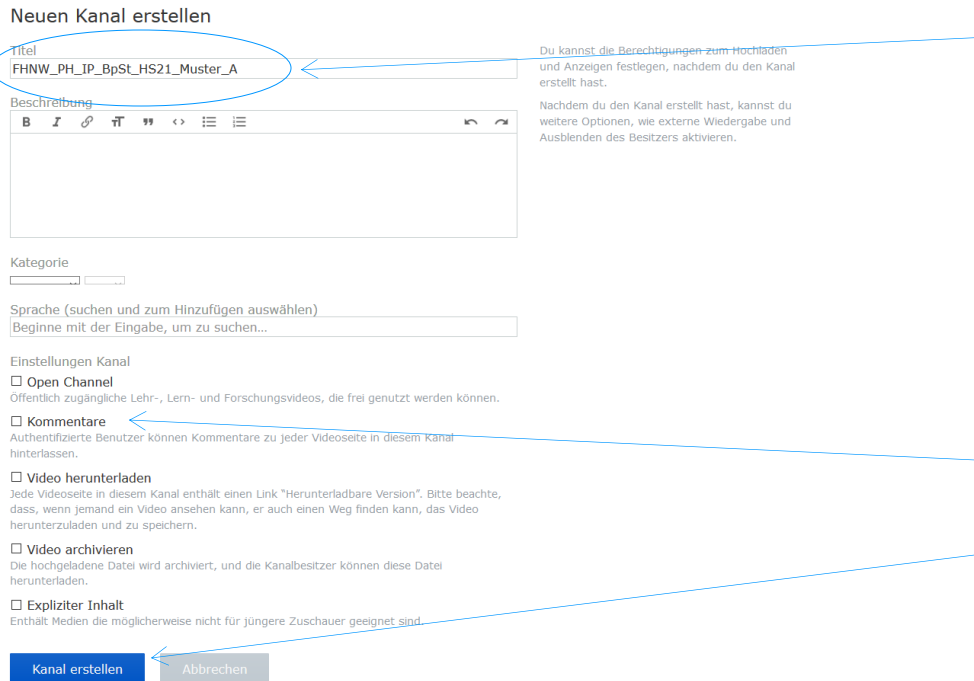 Neuen Kanal erstellen
Titel
FHNW_PH_IP_BpSt_HS21_Muster_A
Beschreibung
Kategorie
Sprache (suchen und zum Hinzufügen auswählen)
Beginne mit der Eingabe, um zu suchen...
Einstellungen Kanal
Open Channel
Öffentlich zugängliche Lehr-, Lern- und Forschungsvideos, die frei genutzt werden können.
Kommentare
Authentifizierte Benutzer können Kommentare zu jeder Videoseite in diesem Kanal
hinterlassen.
Video herunterladen
Jede Videoseite in diesem Kanal enthält einen Link "Herunterladbare Version". Bitte beachte,
dass, wenn jemand ein Video ansehen kann, er auch einen Weg finden kann, das Video
herunterzuladen und zu speichern.
Video archivieren
Die hochgeladene Datei wird archiviert, und die Kanalbesitzer können diese Datei
herunterladen.
Expliziter Inhalt
Enthält Medien die möglicherweise nicht für jüngere Zuschauer geeignet sind.
Kanal erstellen
Abbrechen
Du kannst die Berechtigungen zum Hochladen
und Anzeigen festlegen, nachdem du den Kanal
erstellt hast.
Nachdem du den Kanal erstellt hast, kannst du
weitere Optionen, wie externe Wiedergabe und
Ausblenden des Besitzers aktivieren.